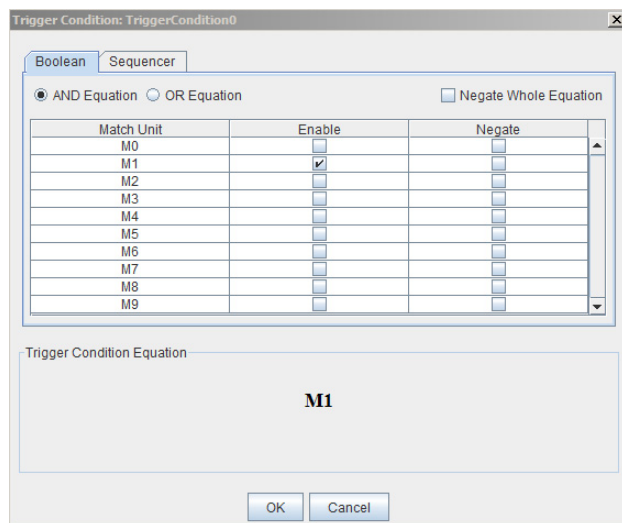 Trigger Condition: TriggerCondition0
Boolean Sequencer
AND Equation OR Equation Negate Whole Equation
Match Unit Enable Negate
M0
M1
M2
M3
M4
M5
M6
M7
M8
M9
Trigger Condition Equation
M1
OK Cancel